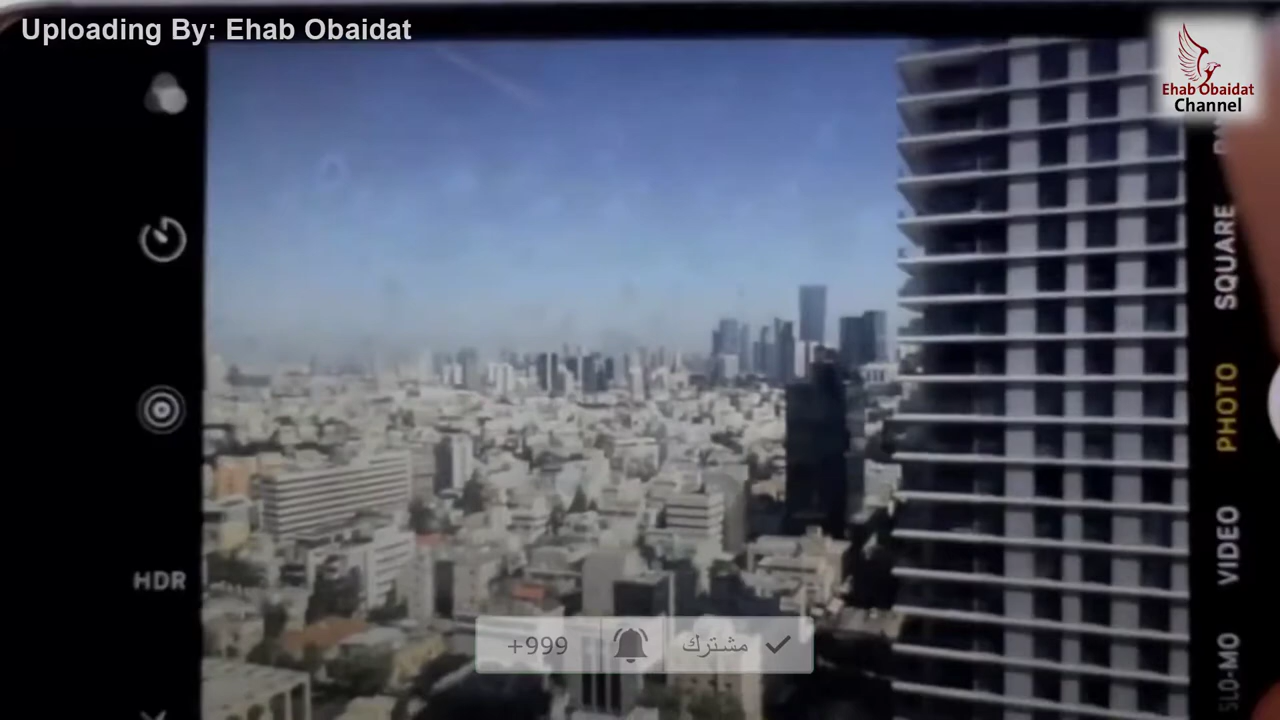 Uploading By: Ehab Obaidat
Ehab Obaidat
Channel
SQUARE
PHOTO
VIDEO
SLO-MO
HDR
+999
مشترك